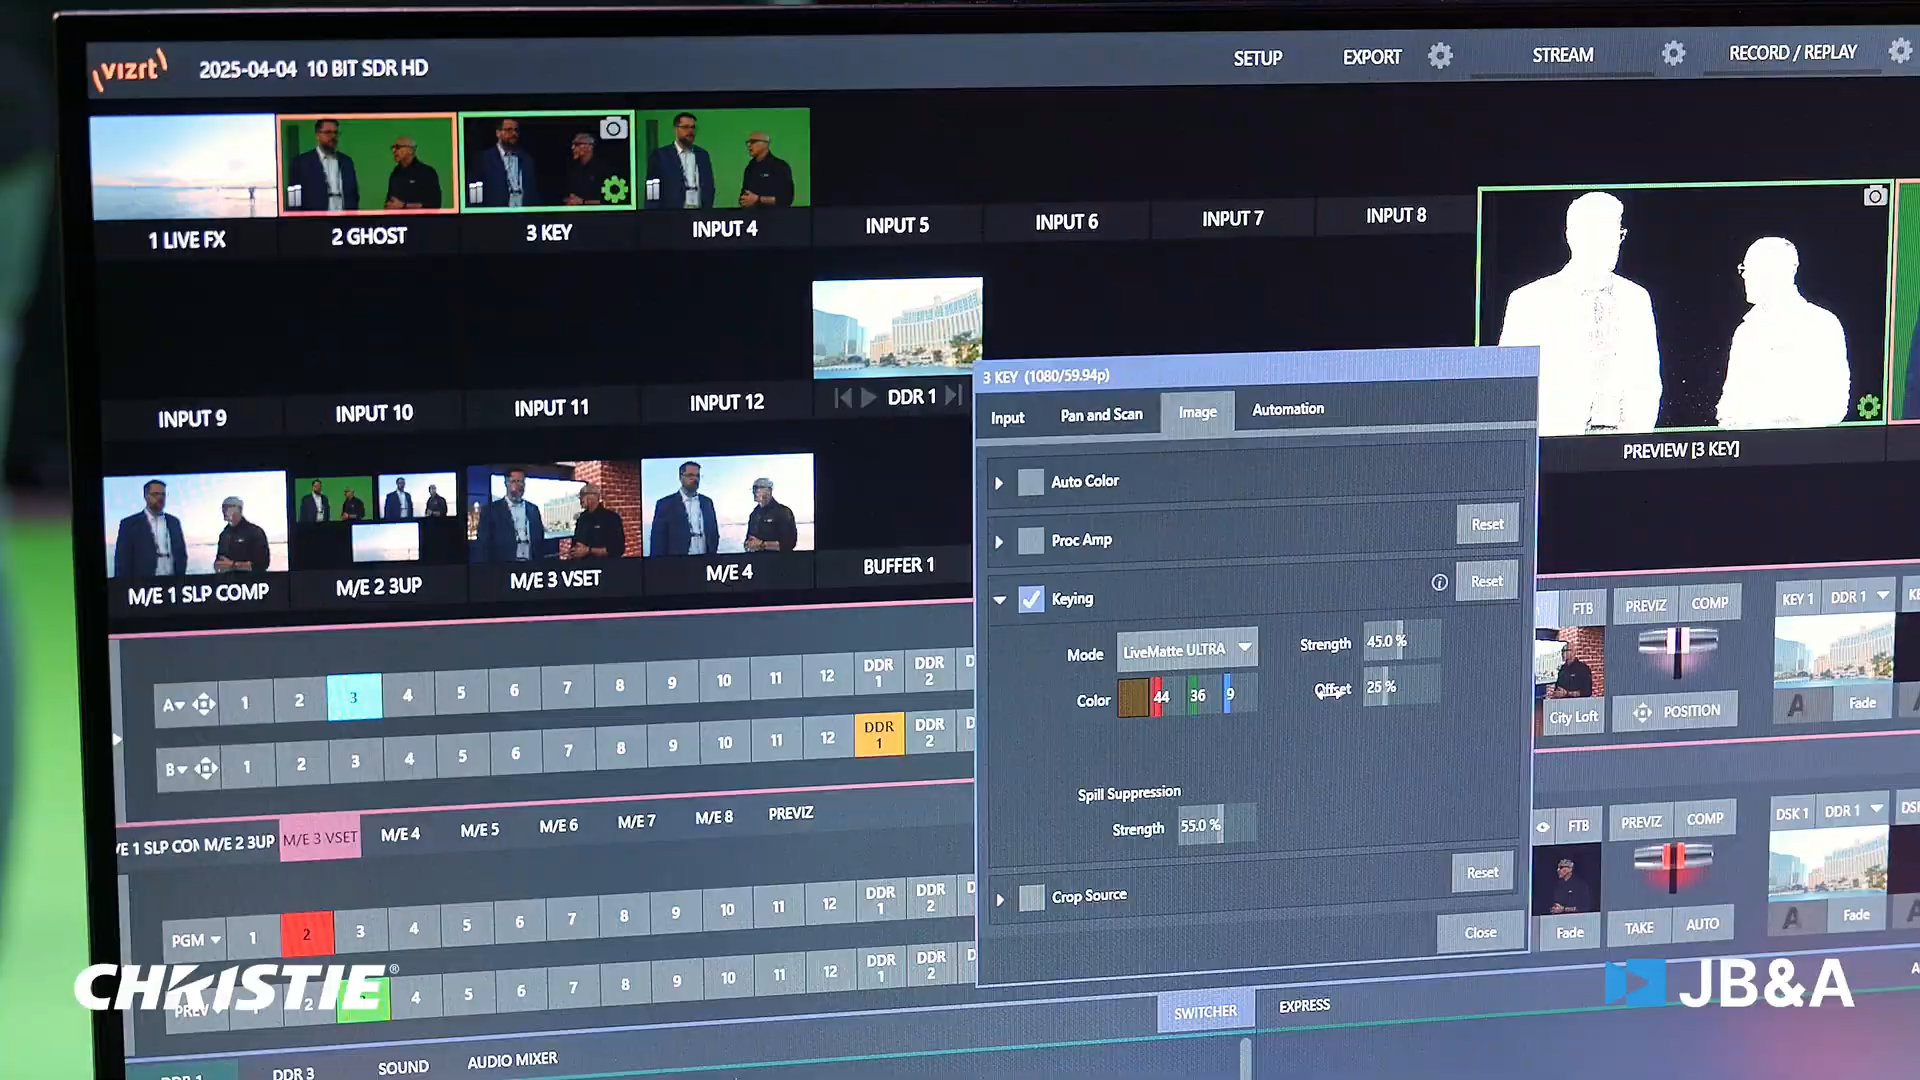 vizrt 2025-04-04 10 BIT SDR HD SETUP EXPORT STREAM RECORD / REPLAY
1 LIVE FX 2 GHOST 3 KEY INPUT 4 INPUT 5 INPUT 6 INPUT 7 INPUT 8
INPUT 9 INPUT 10 INPUT 11 INPUT 12 DDR 1
PREVIEW [3 KEY]
M/E 1 SLP COMP M/E 2 3UP M/E 3 VSET M/E 4 BUFFER 1
3 KEY (1080/59.94p)
Input Pan and Scan Image Automation
Auto Color
Proc Amp Reset
Keying Reset
Mode LiveMatte ULTRA Strength 45.0 %
Color 44 36 9 Offset 25 %
Spill Suppression
Strength 55.0 %
Crop Source Reset
Close
A 1 2 3 4 5 6 7 8 9 10 11 12 DDR 1 DDR 2
B 1 2 3 4 5 6 7 8 9 10 11 12 DDR 1 DDR 2
M/E 2 3UP M/E 3 VSET M/E 4 M/E 5 M/E 6 M/E 7 M/E 8 PREVIZ
PGM 1 2 3 4 5 6 7 8 9 10 11 12 DDR 1 DDR 2
PREV 2 3 4 5 6 7 8 9 10 11 12 DDR 1 DDR 2
FTB PREVIZ COMP KEY 1 DDR 1
City Loft POSITION A Fade
FTB PREVIZ COMP DSK 1 DDR 1
Fade TAKE AUTO A Fade
SWITCHER EXPRESS
DDR 3 SOUND AUDIO MIXER
CHRISTIE®
JB&A